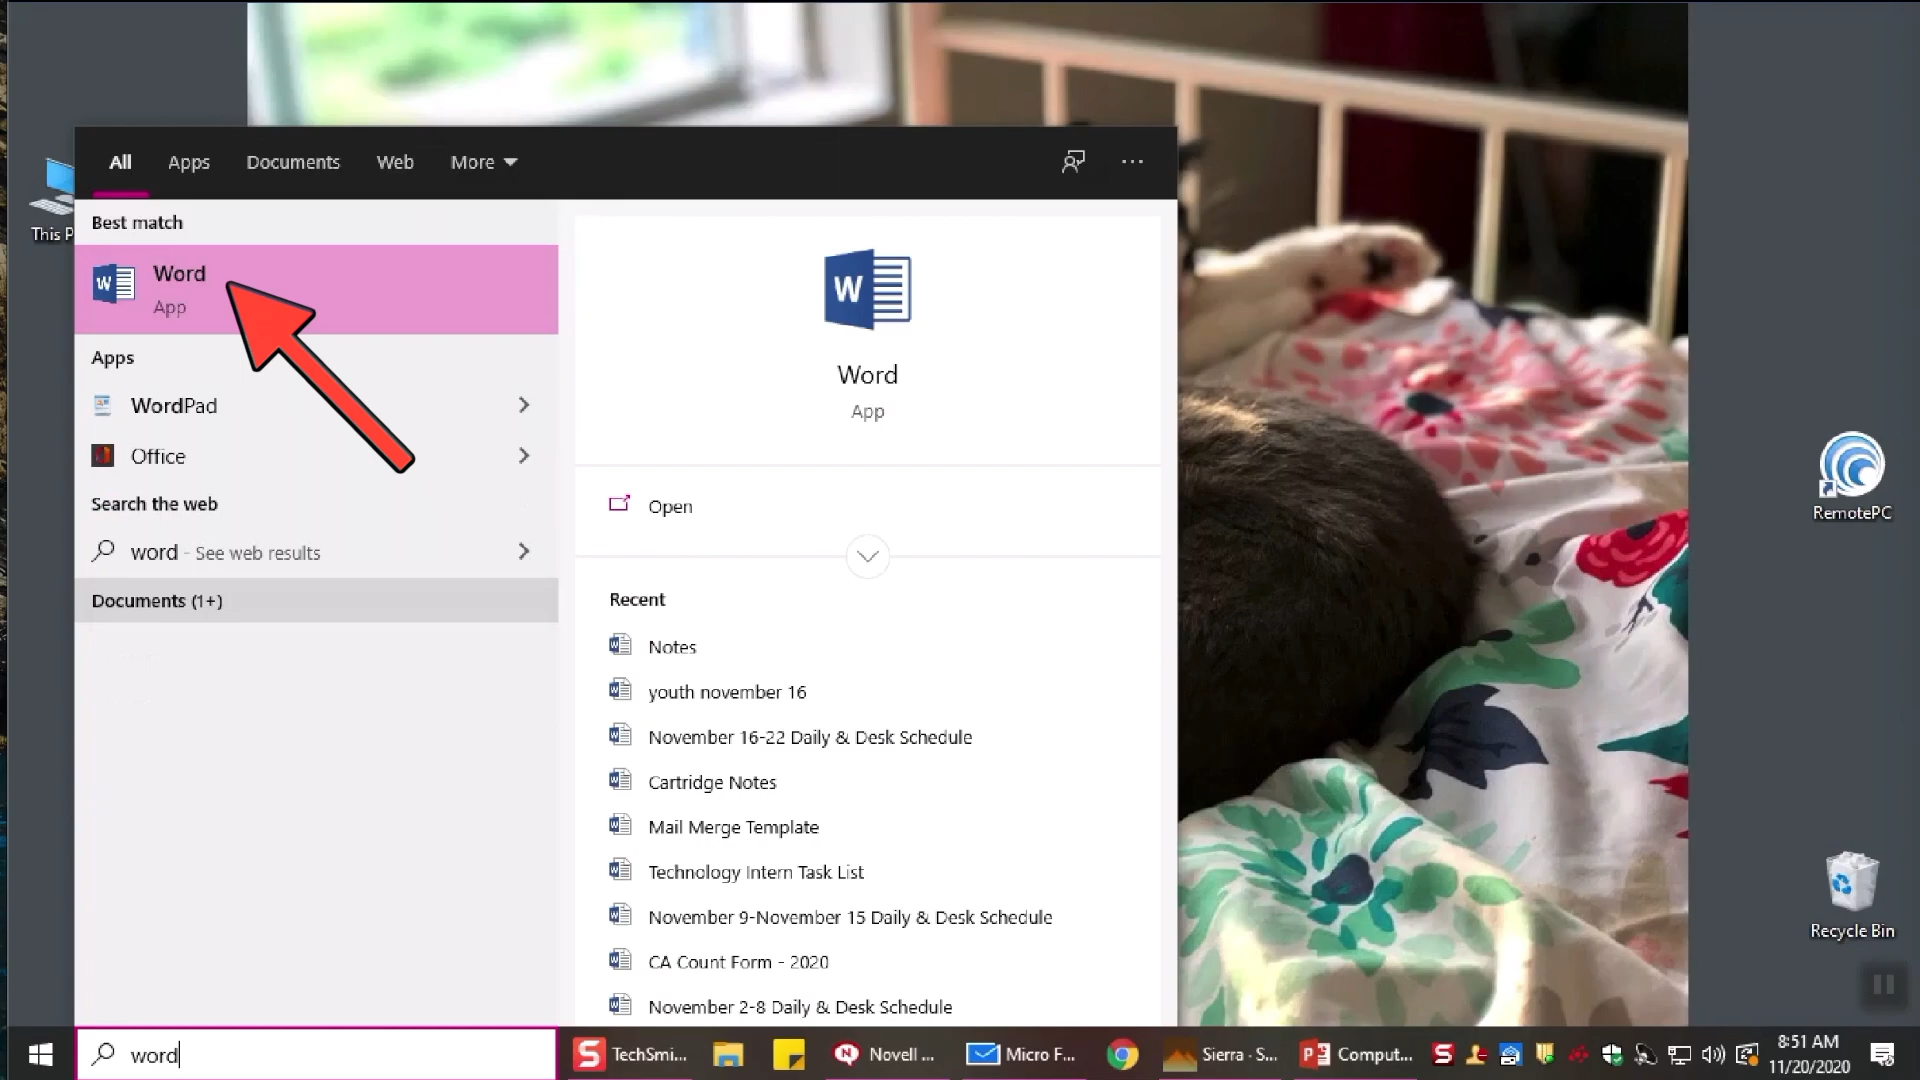 All Apps Documents Web More
This P
Best match
Word
App
Apps
WordPad
Office
Search the web
word - See web results
Documents (1+)
Word
App
Open
Recent
Notes
youth november 16
November 16-22 Daily & Desk Schedule
Cartridge Notes
Mail Merge Template
Technology Intern Task List
November 9-November 15 Daily & Desk Schedule
CA Count Form - 2020
November 2-8 Daily & Desk Schedule
RemotePC
Recycle Bin
word
TechSmi...
Novell ...
Micro F...
Sierra · S...
Comput...
8:51 AM
11/20/2020